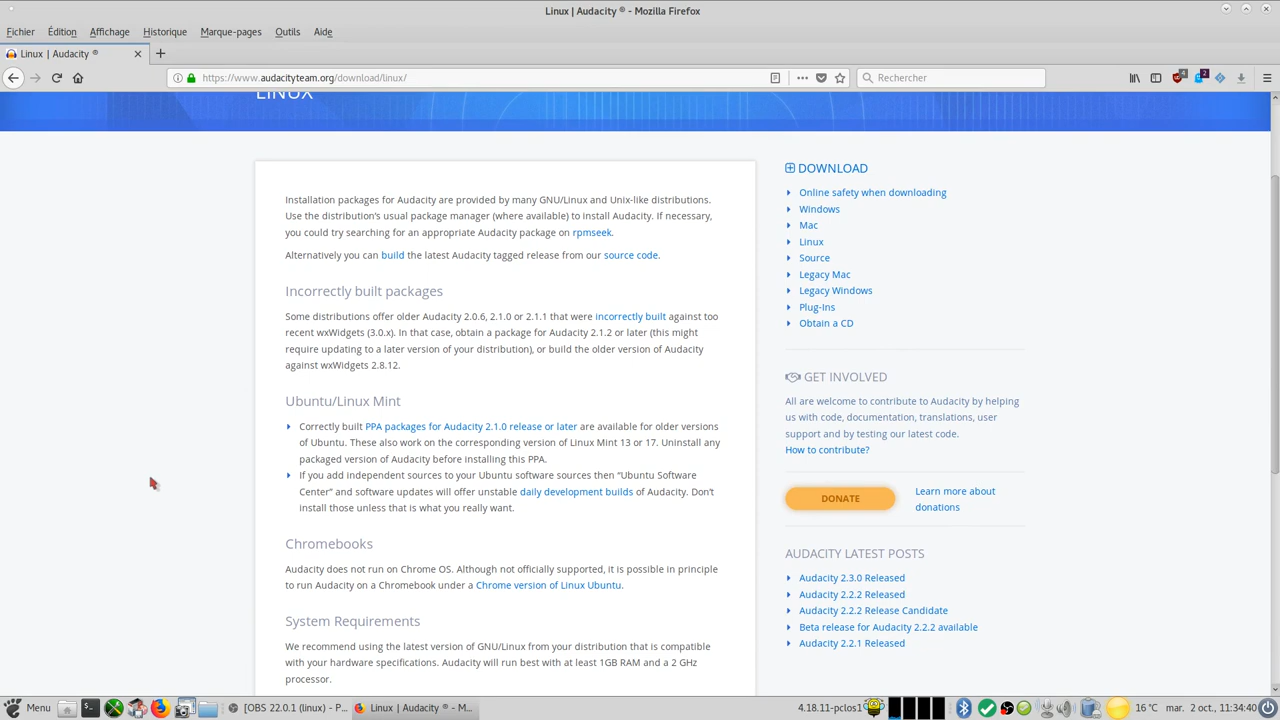 Linux | Audacity ® - Mozilla Firefox
Fichier Édition Affichage Historique Marque-pages Outils Aide
Linux | Audacity ®
https://www.audacityteam.org/download/linux/
Rechercher
4
2
LINUX
Installation packages for Audacity are provided by many GNU/Linux and Unix-like distributions.
Use the distribution's usual package manager (where available) to install Audacity. If necessary,
you could try searching for an appropriate Audacity package on rpmseek.
Alternatively you can build the latest Audacity tagged release from our source code.
Incorrectly built packages
Some distributions offer older Audacity 2.0.6, 2.1.0 or 2.1.1 that were incorrectly built against too
recent wxWidgets (3.0.x). In that case, obtain a package for Audacity 2.1.2 or later (this might
require updating to a later version of your distribution), or build the older version of Audacity
against wxWidgets 2.8.12.
Ubuntu/Linux Mint
Correctly built PPA packages for Audacity 2.1.0 release or later are available for older versions
of Ubuntu. These also work on the corresponding version of Linux Mint 13 or 17. Uninstall any
packaged version of Audacity before installing this PPA.
If you add independent sources to your Ubuntu software sources then “Ubuntu Software
Center” and software updates will offer unstable daily development builds of Audacity. Don't
install those unless that is what you really want.
Chromebooks
Audacity does not run on Chrome OS. Although not officially supported, it is possible in principle
to run Audacity on a Chromebook under a Chrome version of Linux Ubuntu.
System Requirements
We recommend using the latest version of GNU/Linux from your distribution that is compatible
with your hardware specifications. Audacity will run best with at least 1GB RAM and a 2 GHz
processor.
DOWNLOAD
Online safety when downloading
Windows
Mac
Linux
Source
Legacy Mac
Legacy Windows
Plug-Ins
Obtain a CD
GET INVOLVED
All are welcome to contribute to Audacity by helping
us with code, documentation, translations, user
support and by testing our latest code.
How to contribute?
DONATE
Learn more about
donations
AUDACITY LATEST POSTS
Audacity 2.3.0 Released
Audacity 2.2.2 Released
Audacity 2.2.2 Release Candidate
Beta release for Audacity 2.2.2 available
Audacity 2.2.1 Released
Menu [OBS 22.0.1 (linux) - P... Linux | Audacity ® - M... 4.18.11-pclos1 16 °C mar. 2 oct., 11:34:40